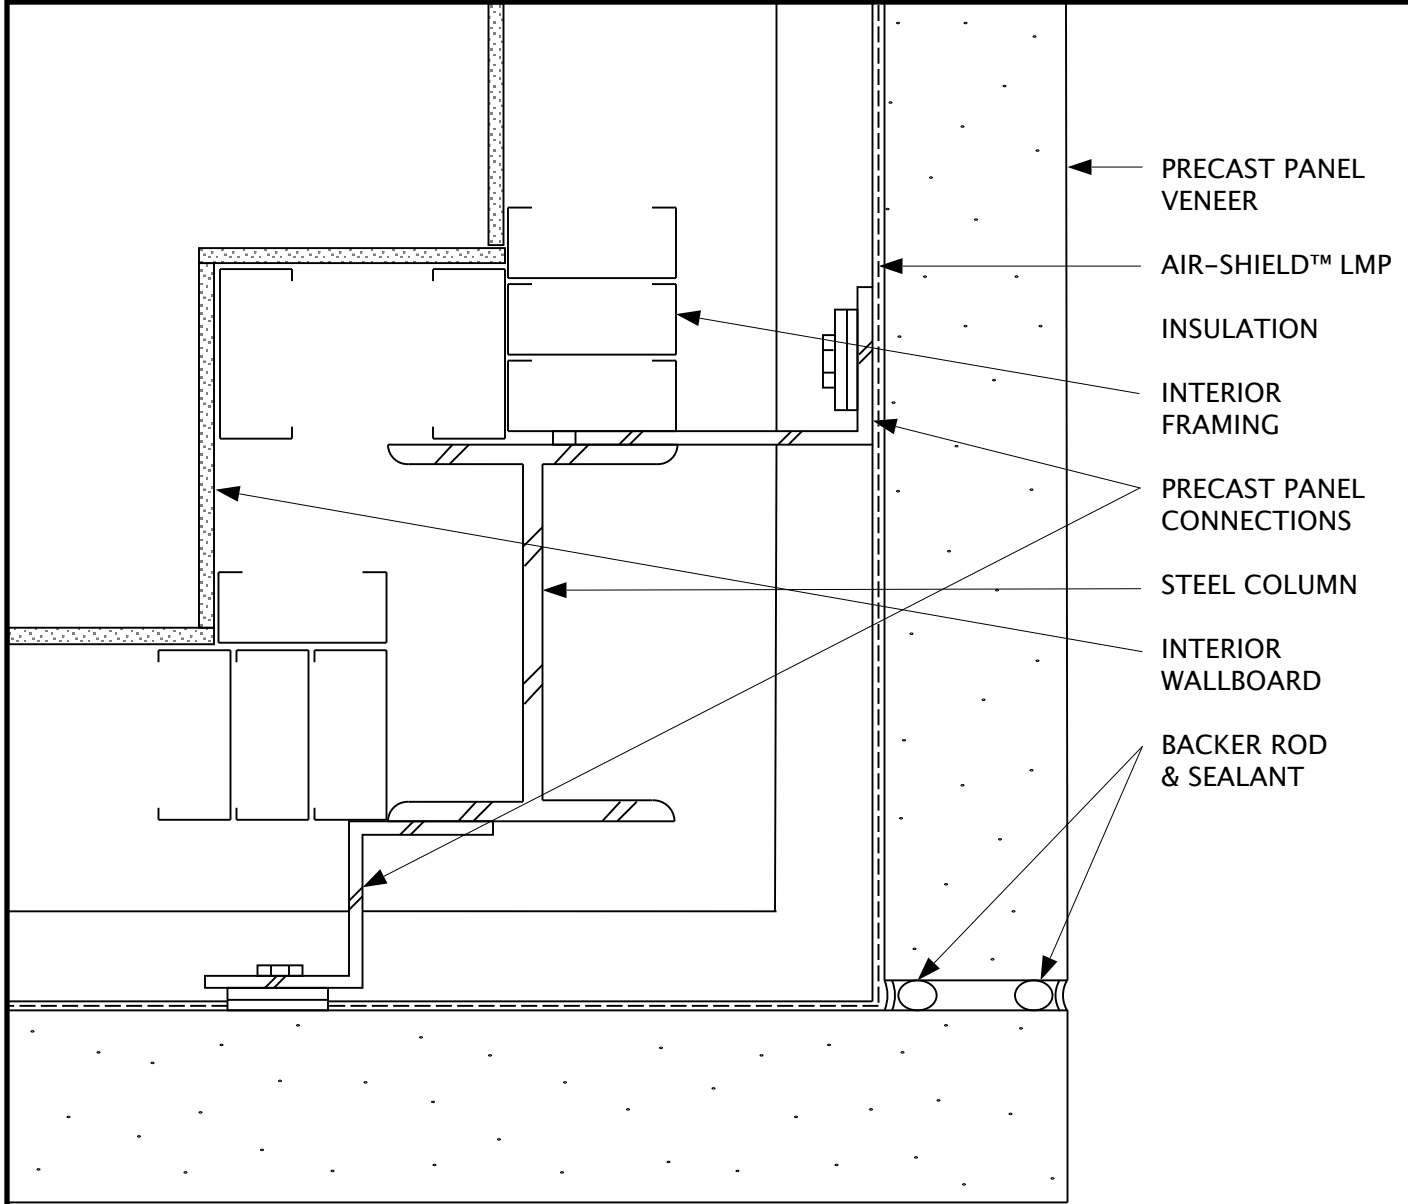 PRECAST PANEL
VENEER
AIR–SHIELD™ LMP
INSULATION
INTERIOR
FRAMING
PRECAST PANEL
CONNECTIONS
STEEL COLUMN
INTERIOR
WALLBOARD
BACKER ROD
& SEALANT